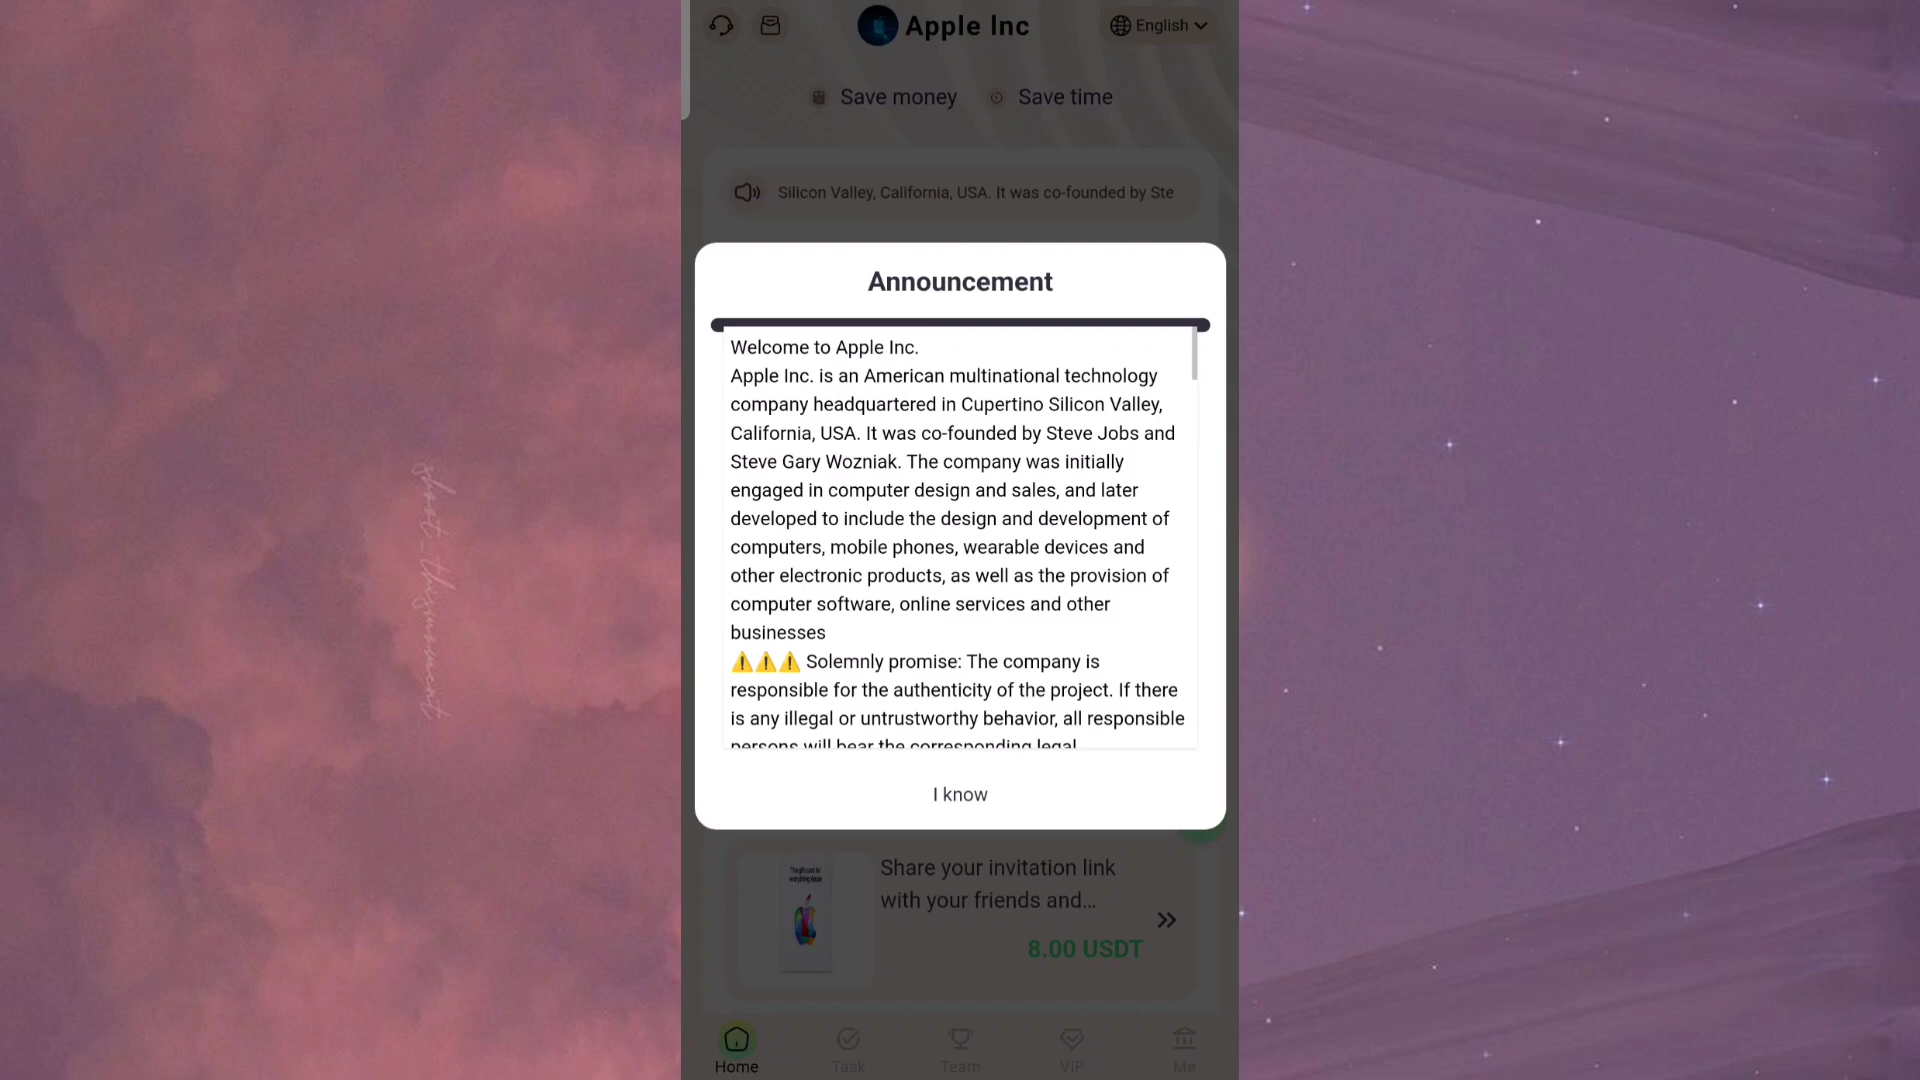 Apple Inc
English
Save money
Save time
Silicon Valley, California, USA. It was co-founded by Ste
Announcement
Welcome to Apple Inc.
Apple Inc. is an American multinational technology
company headquartered in Cupertino Silicon Valley,
California, USA. It was co-founded by Steve Jobs and
Steve Gary Wozniak. The company was initially
engaged in computer design and sales, and later
developed to include the design and development of
computers, mobile phones, wearable devices and
other electronic products, as well as the provision of
computer software, online services and other
businesses
⚠️⚠️⚠️ Solemnly promise: The company is
responsible for the authenticity of the project. If there
is any illegal or untrustworthy behavior, all responsible
persons will bear the corresponding legal
I know
The gift card for
everything Apple
Share your invitation link
with your friends and...
8.00 USDT
Home
Task
Team
VIP
Me
shoot_thismoment